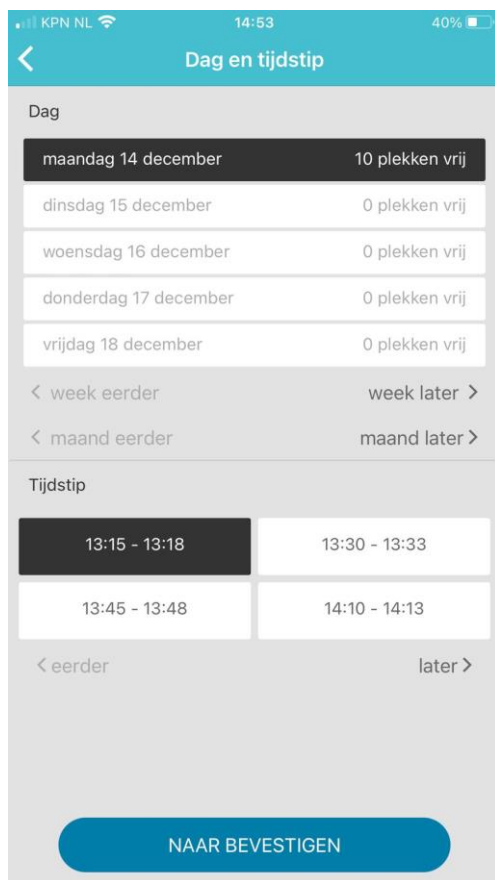 KPN NL 14:53 40%
Dag en tijdstip
Dag
maandag 14 december 10 plekken vrij
dinsdag 15 december 0 plekken vrij
woensdag 16 december 0 plekken vrij
donderdag 17 december 0 plekken vrij
vrijdag 18 december 0 plekken vrij
< week eerder week later >
< maand eerder maand later >
Tijdstip
13:15 - 13:18 13:30 - 13:33
13:45 - 13:48 14:10 - 14:13
< eerder later >
NAAR BEVESTIGEN